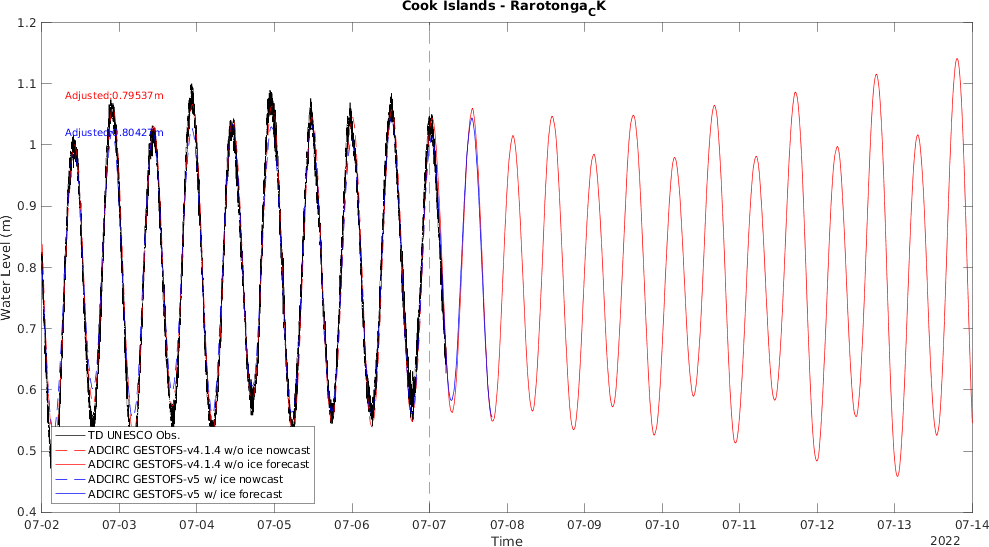 Cook Islands - Rarotonga_CK
1.2
1.1
1
0.9
0.8
0.7
0.6
0.5
0.4
Water Level (m)
Adjusted:0.79537m
Adjusted:0.80427m
TD UNESCO Obs.
ADCIRC GESTOFS-v4.1.4 w/o ice nowcast
ADCIRC GESTOFS-v4.1.4 w/o ice forecast
ADCIRC GESTOFS-v5 w/ ice nowcast
ADCIRC GESTOFS-v5 w/ ice forecast
07-02 07-03 07-04 07-05 07-06 07-07 07-08 07-09 07-10 07-11 07-12 07-13 07-14
Time
2022